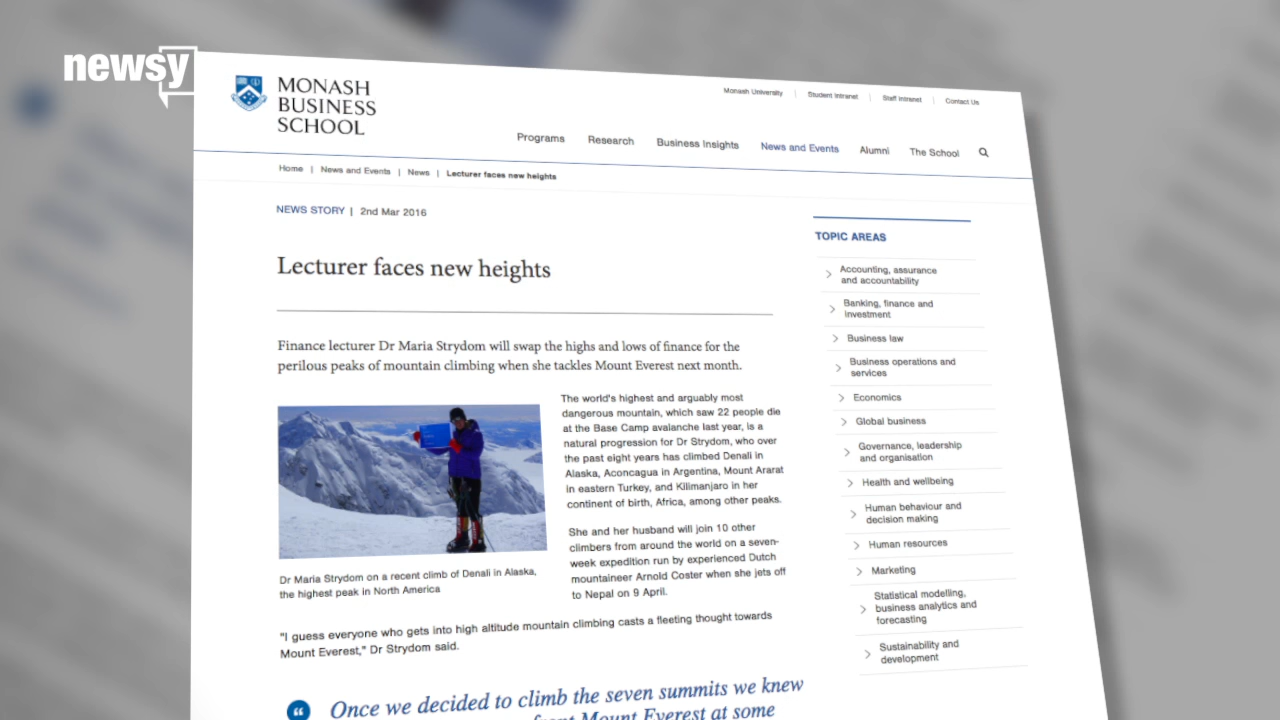 newsy
MONASH
BUSINESS
SCHOOL
Monash University | Student Intranet | Staff Intranet | Contact Us
Programs Research Business Insights News and Events Alumni The School
Home | News and Events | News | Lecturer faces new heights
NEWS STORY | 2nd Mar 2016
Lecturer faces new heights
Finance lecturer Dr Maria Strydom will swap the highs and lows of finance for the
perilous peaks of mountain climbing when she tackles Mount Everest next month.
The world's highest and arguably most
dangerous mountain, which saw 22 people die
at the Base Camp avalanche last year, is a
natural progression for Dr Strydom, who over
the past eight years has climbed Denali in
Alaska, Aconcagua in Argentina, Mount Ararat
in eastern Turkey, and Kilimanjaro in her
continent of birth, Africa, among other peaks.
She and her husband will join 10 other
climbers from around the world on a seven-
week expedition run by experienced Dutch
mountaineer Arnold Coster when she jets off
to Nepal on 9 April.
Dr Maria Strydom on a recent climb of Denali in Alaska,
the highest peak in North America
"I guess everyone who gets into high altitude mountain climbing casts a fleeting thought towards
Mount Everest," Dr Strydom said.
“ Once we decided to climb the seven summits we knew
front Mount Everest at some
TOPIC AREAS
Accounting, assurance
and accountability
Banking, finance and
investment
Business law
Business operations and
services
Economics
Global business
Governance, leadership
and organisation
Health and wellbeing
Human behaviour and
decision making
Human resources
Marketing
Statistical modelling,
business analytics and
forecasting
Sustainability and
development